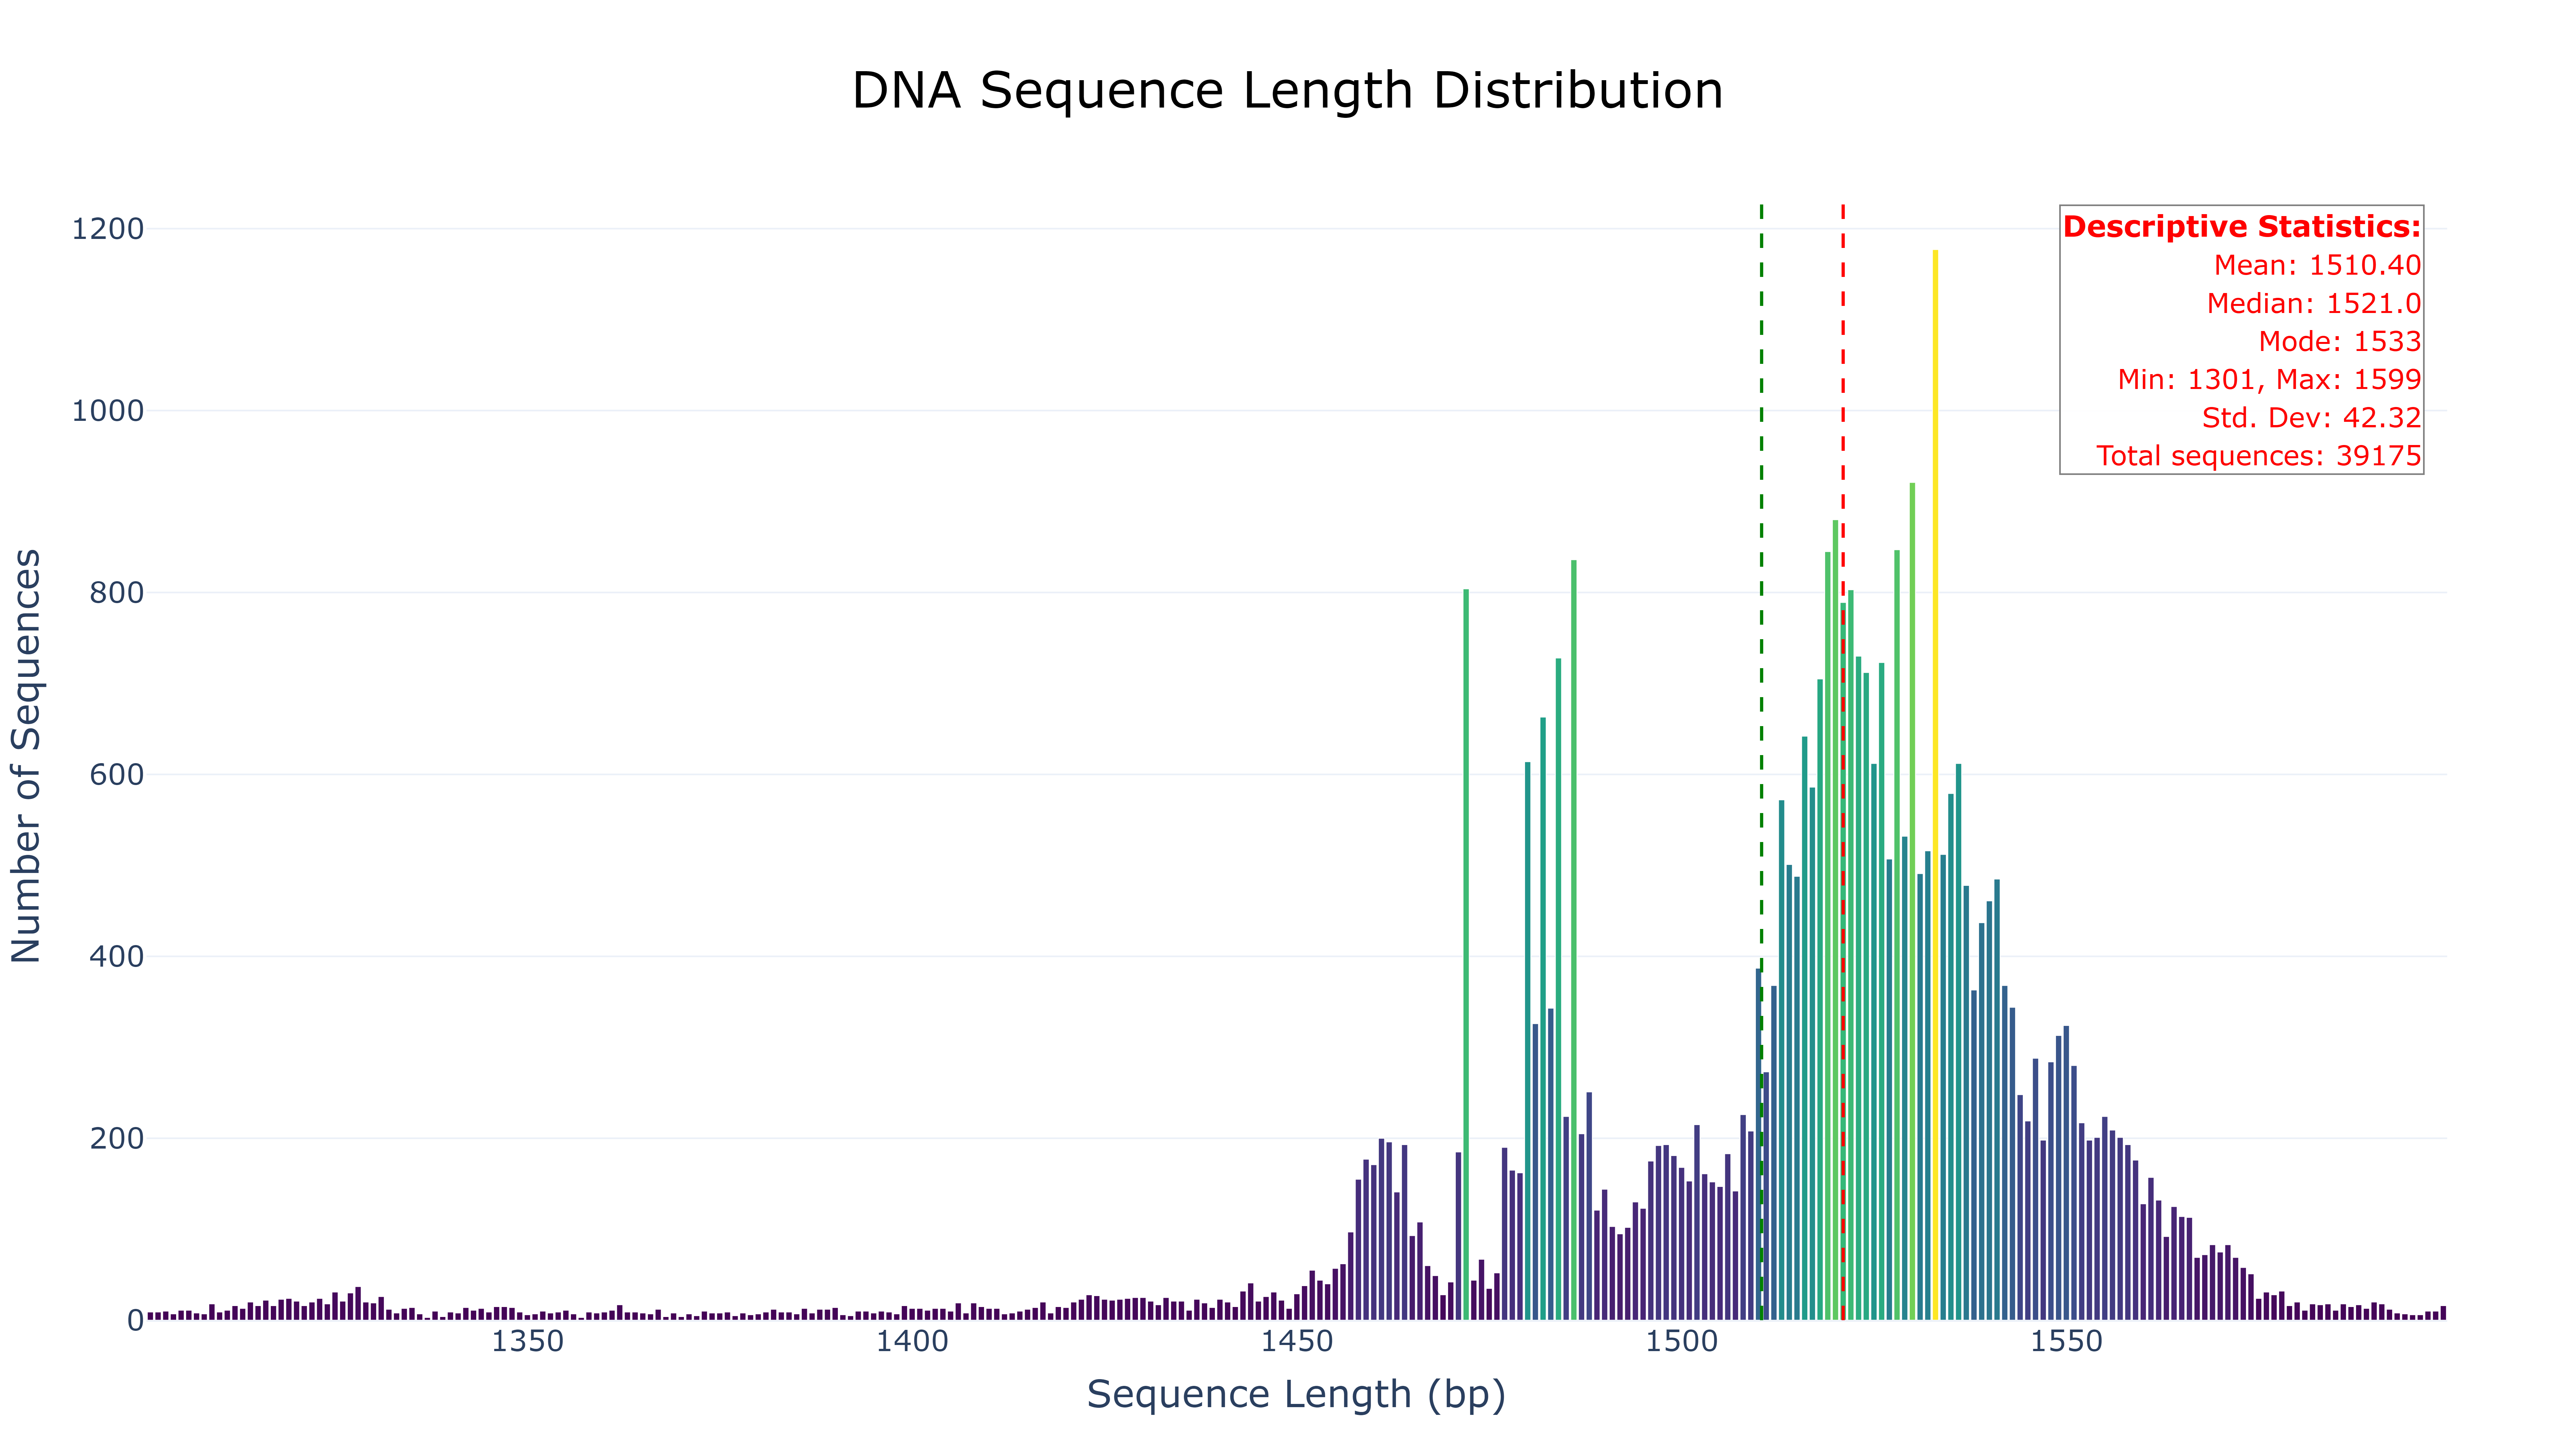 DNA Sequence Length Distribution
Descriptive Statistics:
Mean: 1510.40
Median: 1521.0
Mode: 1533
Min: 1301, Max: 1599
Std. Dev: 42.32
Total sequences: 39175
Number of Sequences
1200
1000
800
600
400
200
0
1350 1400 1450 1500 1550
Sequence Length (bp)